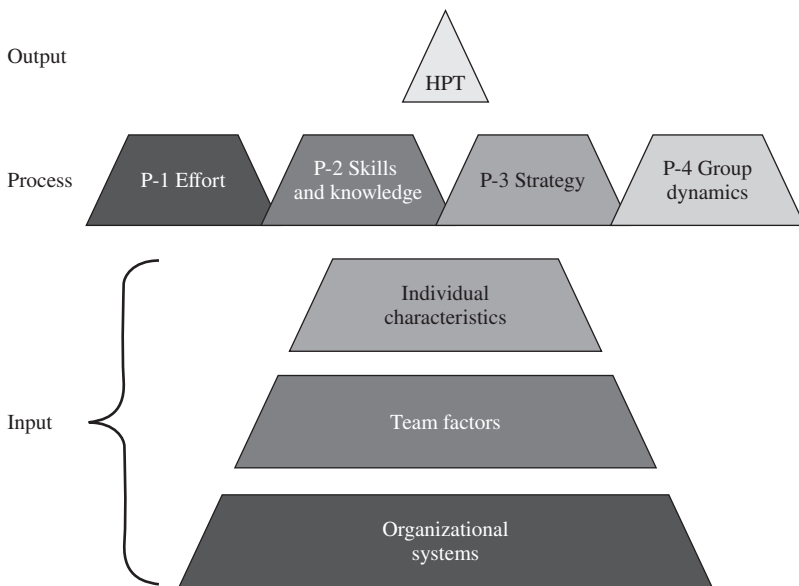 Output
HPT
Process
P-1 Effort
P-2 Skills
and knowledge
P-3 Strategy
P-4 Group
dynamics
Individual
characteristics
Input
Team factors
Organizational
systems